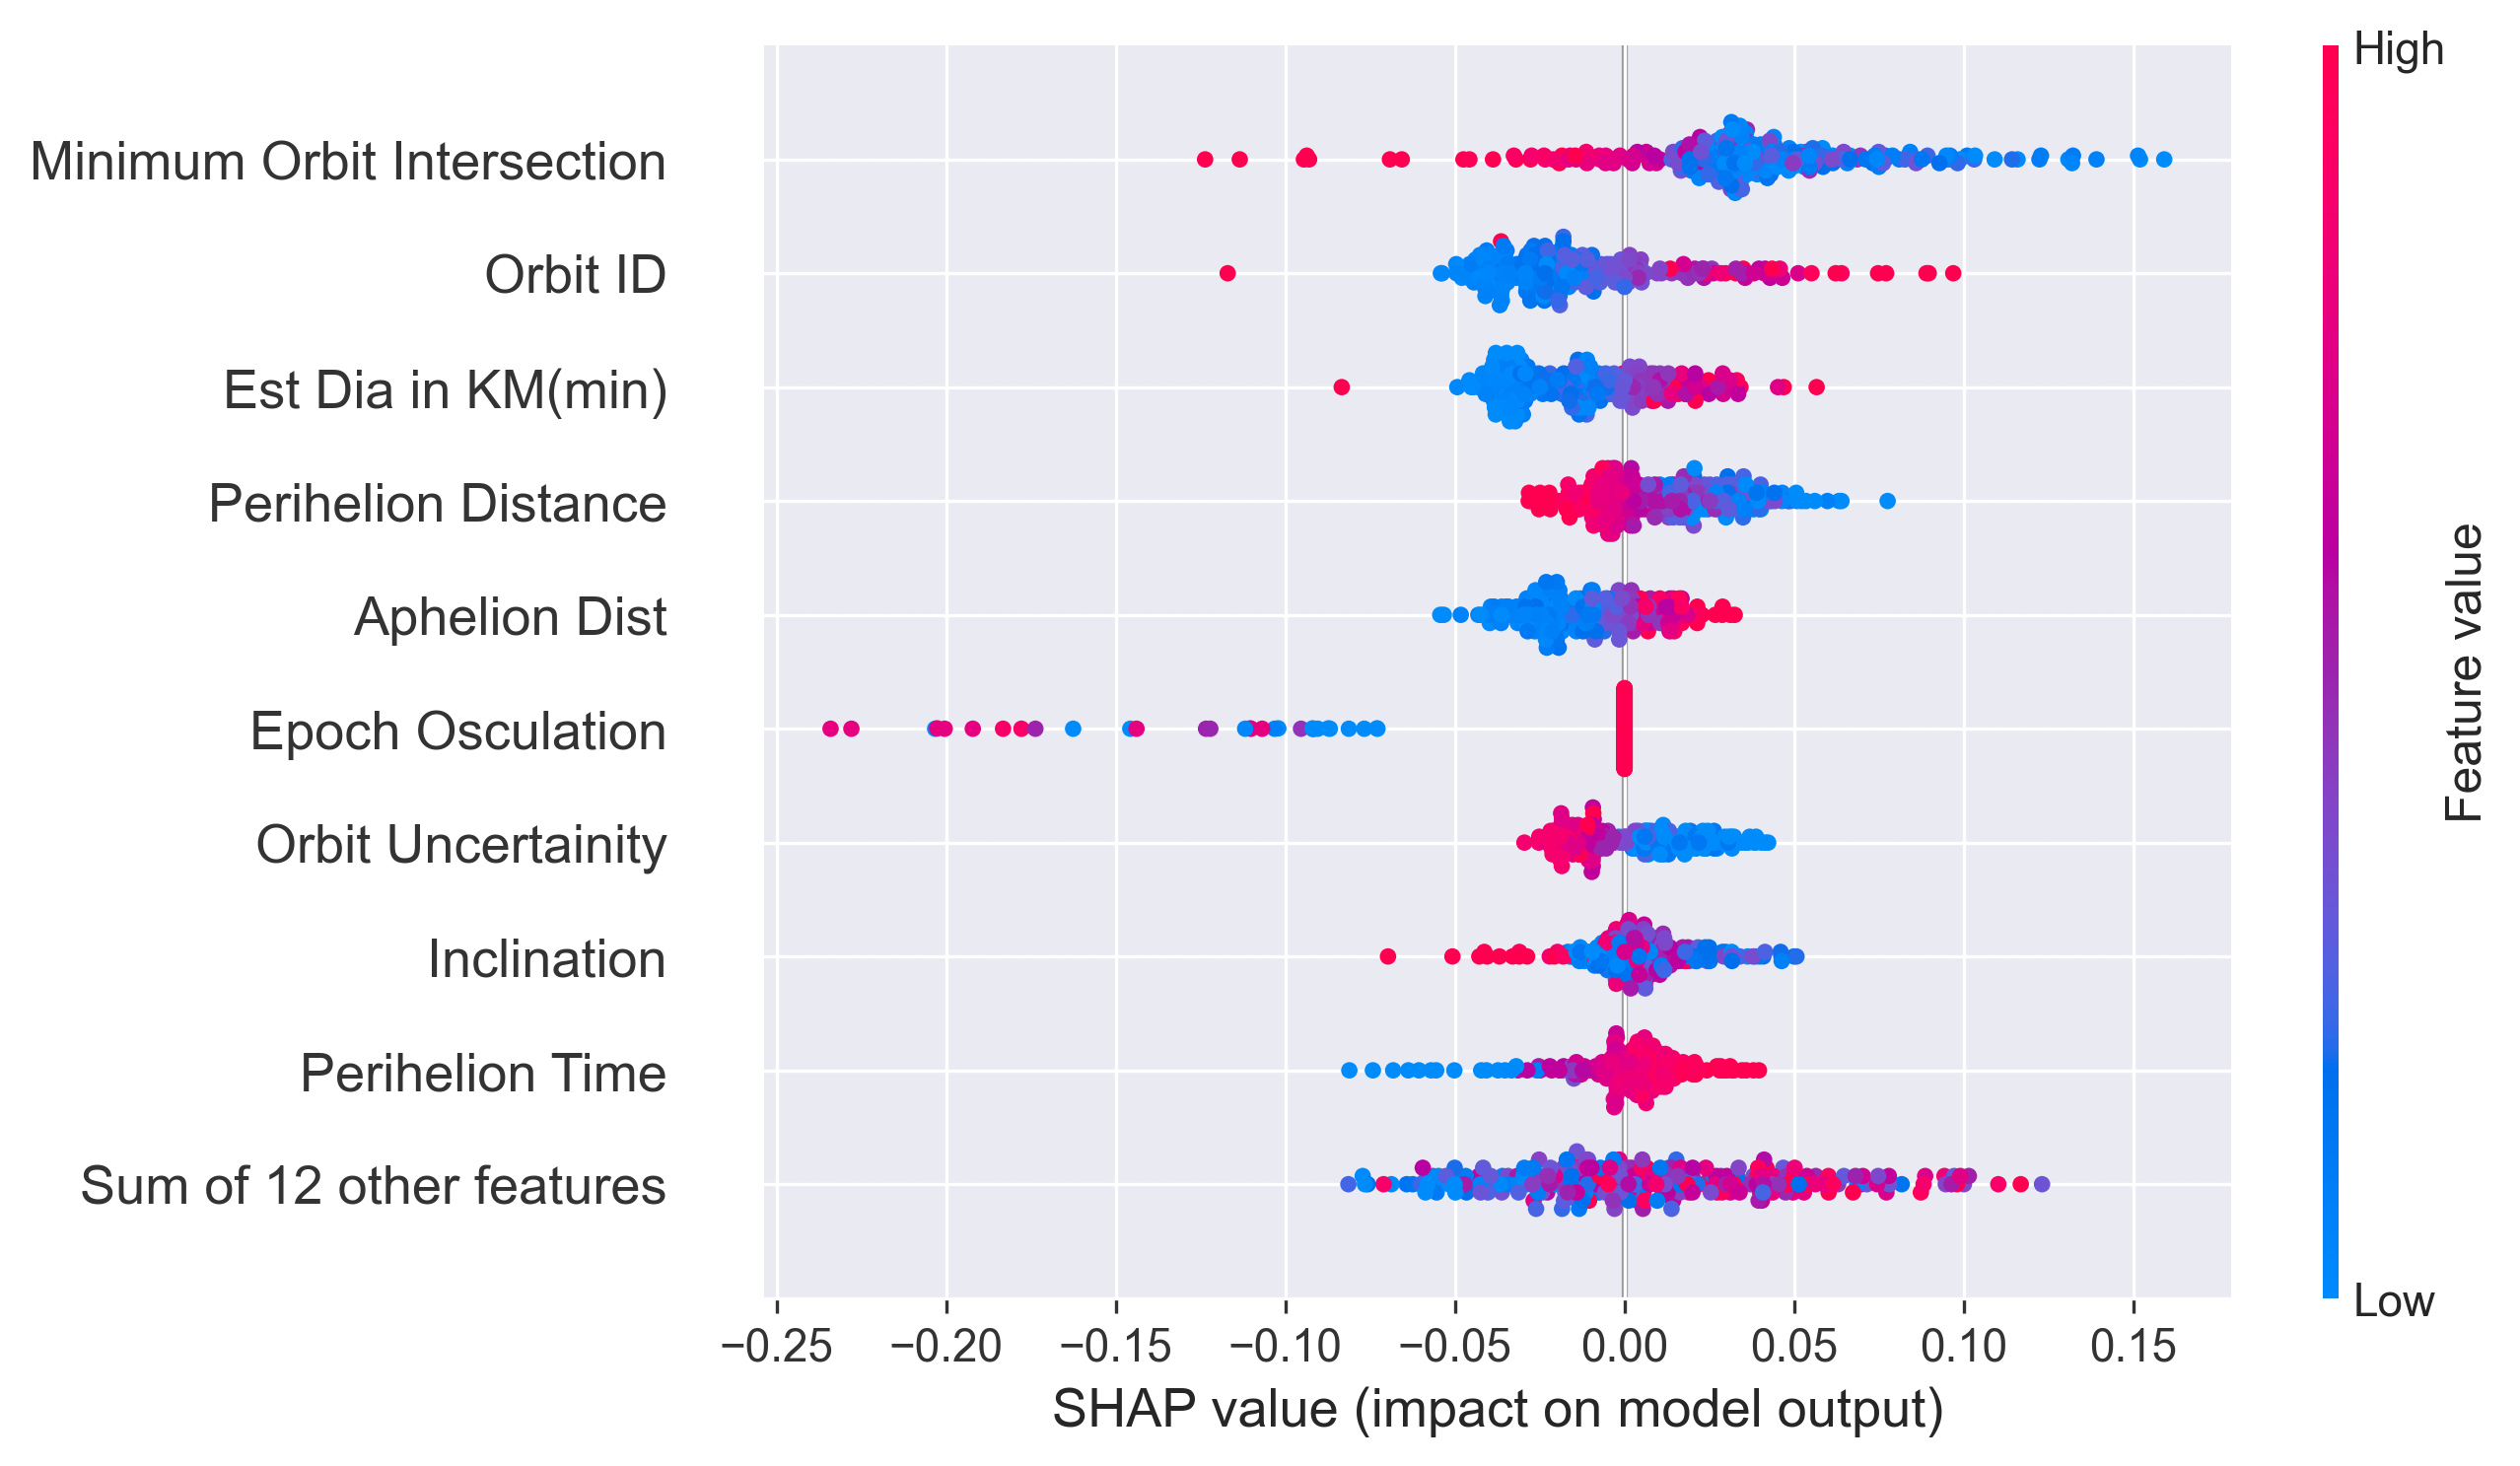 High
Minimum Orbit Intersection
Orbit ID
Est Dia in KM(min)
Perihelion Distance
Aphelion Dist
Epoch Osculation
Orbit Uncertainity
Inclination
Perihelion Time
Sum of 12 other features
Feature value
Low
−0.25 −0.20 −0.15 −0.10 −0.05 0.00 0.05 0.10 0.15
SHAP value (impact on model output)